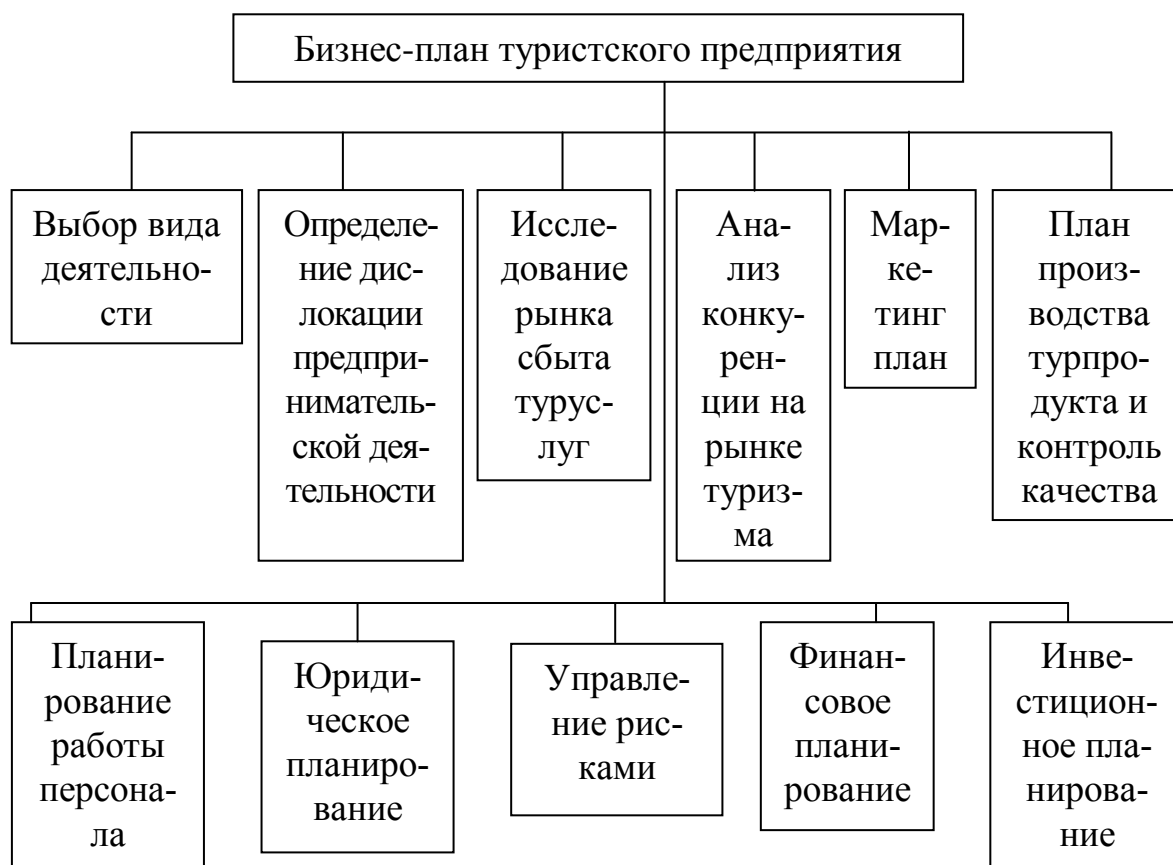 Бизнес-план туристского предприятия
Выбор вида
деятельно-
сти
Определе-
ние дис-
локации
предпри-
ниматель-
ской дея-
тельности
Иссле-
дование
рынка
сбыта
турус-
луг
Ана-
лиз
конку-
рен-
ции на
рынке
туриз-
ма
Мар-
ке-
тинг
план
План
произ-
водства
турпро-
дукта и
контроль
качества
Плани-
рование
работы
персона-
ла
Юриди-
ческое
планиро-
вание
Управле-
ние рис-
ками
Финан-
совое
плани-
рование
Инве-
стицион-
ное пла-
нирова-
ние